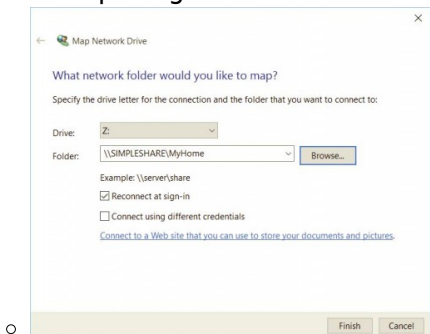 Map Network Drive
What network folder would you like to map?
Specify the drive letter for the connection and the folder that you want to connect to:
Drive: Z:
Folder: \\SIMPLESHARE\MyHome Browse...
Example: \\server\share
Reconnect at sign-in
Connect using different credentials
Connect to a Web site that you can use to store your documents and pictures.
Finish Cancel